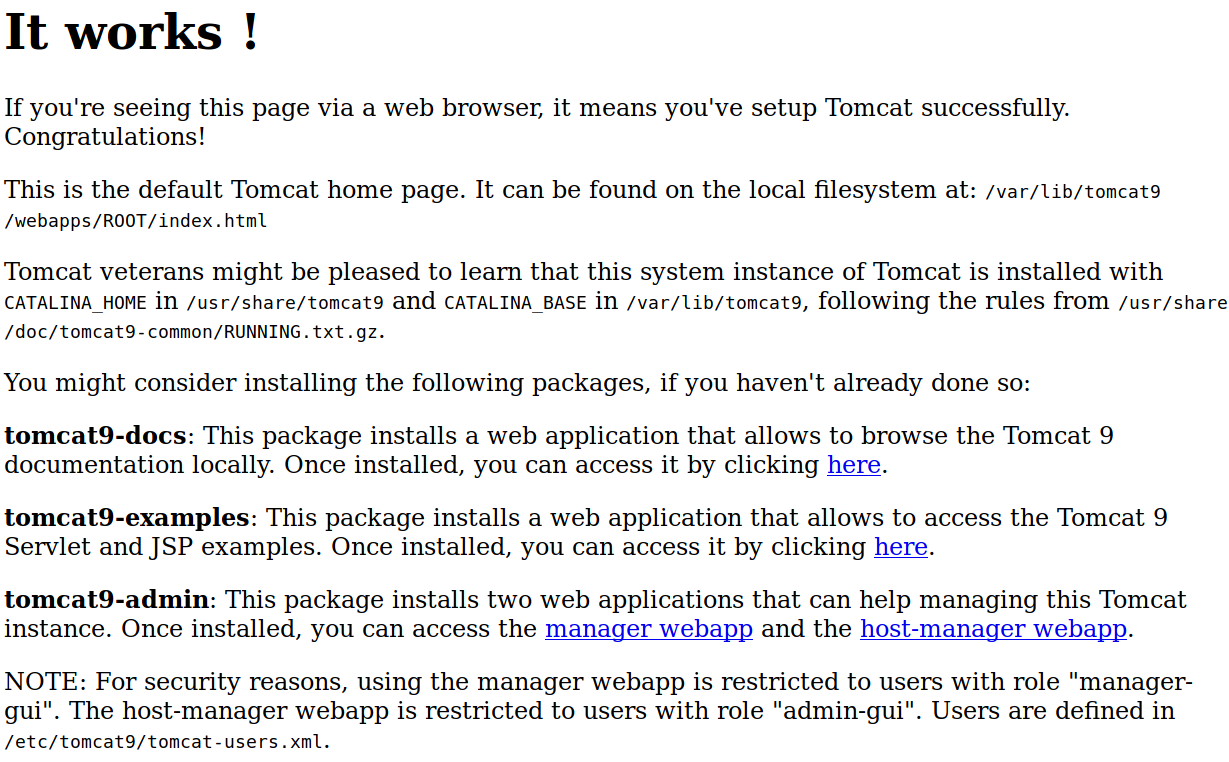 It works !
If you're seeing this page via a web browser, it means you've setup Tomcat successfully.
Congratulations!
This is the default Tomcat home page. It can be found on the local filesystem at: /var/lib/tomcat9
/webapps/ROOT/index.html
Tomcat veterans might be pleased to learn that this system instance of Tomcat is installed with
CATALINA_HOME in /usr/share/tomcat9 and CATALINA_BASE in /var/lib/tomcat9, following the rules from /usr/share
/doc/tomcat9-common/RUNNING.txt.gz.
You might consider installing the following packages, if you haven't already done so:
tomcat9-docs: This package installs a web application that allows to browse the Tomcat 9
documentation locally. Once installed, you can access it by clicking here.
tomcat9-examples: This package installs a web application that allows to access the Tomcat 9
Servlet and JSP examples. Once installed, you can access it by clicking here.
tomcat9-admin: This package installs two web applications that can help managing this Tomcat
instance. Once installed, you can access the manager webapp and the host-manager webapp.
NOTE: For security reasons, using the manager webapp is restricted to users with role "manager-
gui". The host-manager webapp is restricted to users with role "admin-gui". Users are defined in
/etc/tomcat9/tomcat-users.xml.